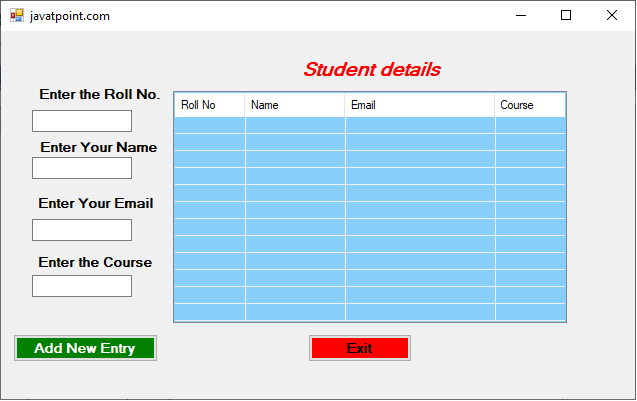 javatpoint.com
Student details
Enter the Roll No.
Roll No Name Email Course
Enter Your Name
Enter Your Email
Enter the Course
Add New Entry
Exit